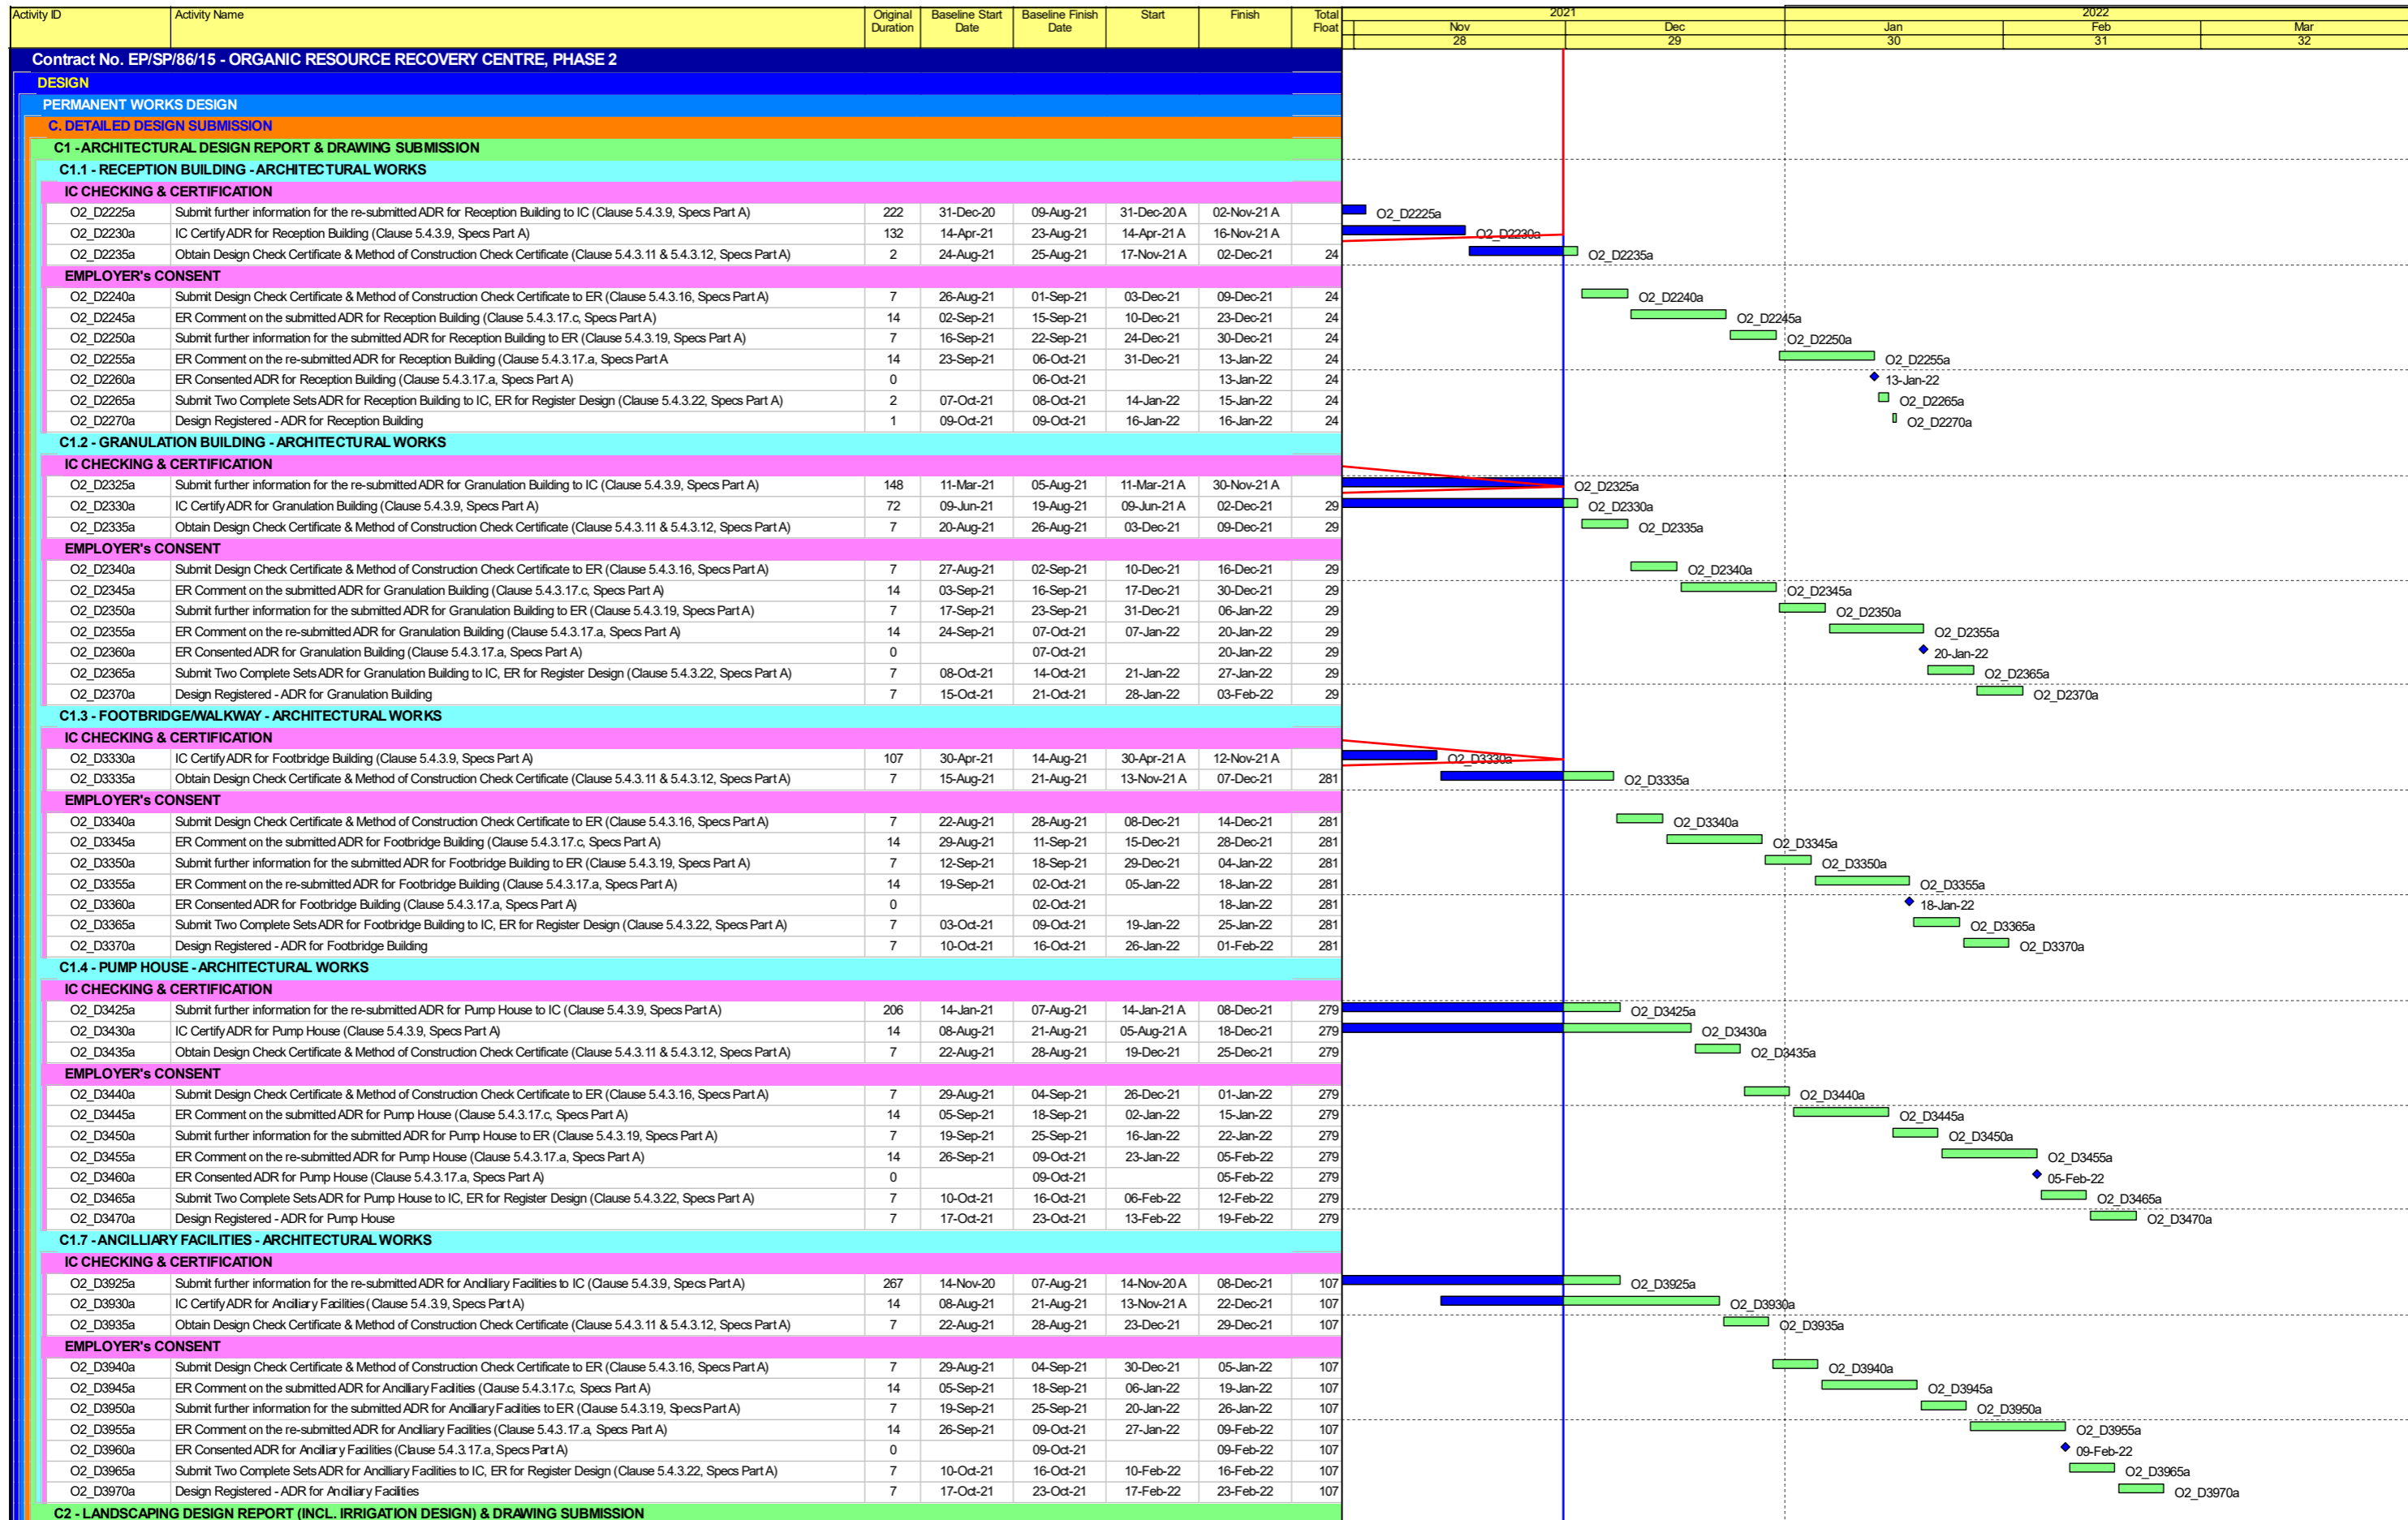 Activity ID Activity Name Original Duration Baseline Start Date Baseline Finish Date Start Finish Total Float 2021 2022
Nov Dec Jan Feb Mar
28 29 30 31 32
Contract No. EP/SP/86/15 - ORGANIC RESOURCE RECOVERY CENTRE, PHASE 2
DESIGN
PERMANENT WORKS DESIGN
C. DETAILED DESIGN SUBMISSION
C1 - ARCHITECTURAL DESIGN REPORT & DRAWING SUBMISSION
C1.1 - RECEPTION BUILDING - ARCHITECTURAL WORKS
IC CHECKING & CERTIFICATION
O2_D2225a Submit further information for the re-submitted ADR for Reception Building to IC (Clause 5.4.3.9, Specs Part A) 222 31-Dec-20 09-Aug-21 31-Dec-20 A 02-Nov-21 A O2_D2225a
O2_D2230a IC Certify ADR for Reception Building (Clause 5.4.3.9, Specs Part A) 132 14-Apr-21 23-Aug-21 14-Apr-21 A 16-Nov-21 A O2_D2230a
O2_D2235a Obtain Design Check Certificate & Method of Construction Check Certificate (Clause 5.4.3.11 & 5.4.3.12, Specs Part A) 2 24-Aug-21 25-Aug-21 17-Nov-21 A 02-Dec-21 24 O2_D2235a
EMPLOYER's CONSENT
O2_D2240a Submit Design Check Certificate & Method of Construction Check Certificate to ER (Clause 5.4.3.16, Specs Part A) 7 26-Aug-21 01-Sep-21 03-Dec-21 09-Dec-21 24 O2_D2240a
O2_D2245a ER Comment on the submitted ADR for Reception Building (Clause 5.4.3.17.c, Specs Part A) 14 02-Sep-21 15-Sep-21 10-Dec-21 23-Dec-21 24 O2_D2245a
O2_D2250a Submit further information for the submitted ADR for Reception Building to ER (Clause 5.4.3.19, Specs Part A) 7 16-Sep-21 22-Sep-21 24-Dec-21 30-Dec-21 24 O2_D2250a
O2_D2255a ER Comment on the re-submitted ADR for Reception Building (Clause 5.4.3.17.a, Specs Part A 14 23-Sep-21 06-Oct-21 31-Dec-21 13-Jan-22 24 O2_D2255a
O2_D2260a ER Consented ADR for Reception Building (Clause 5.4.3.17.a, Specs Part A) 0 06-Oct-21 13-Jan-22 24 13-Jan-22
O2_D2265a Submit Two Complete Sets ADR for Reception Building to IC, ER for Register Design (Clause 5.4.3.22, Specs Part A) 2 07-Oct-21 08-Oct-21 14-Jan-22 15-Jan-22 24 O2_D2265a
O2_D2270a Design Registered - ADR for Reception Building 1 09-Oct-21 09-Oct-21 16-Jan-22 16-Jan-22 24 O2_D2270a
C1.2 - GRANULATION BUILDING - ARCHITECTURAL WORKS
IC CHECKING & CERTIFICATION
O2_D2325a Submit further information for the re-submitted ADR for Granulation Building to IC (Clause 5.4.3.9, Specs Part A) 148 11-Mar-21 05-Aug-21 11-Mar-21 A 30-Nov-21 A O2_D2325a
O2_D2330a IC Certify ADR for Granulation Building (Clause 5.4.3.9, Specs Part A) 72 09-Jun-21 19-Aug-21 09-Jun-21 A 02-Dec-21 29 O2_D2330a
O2_D2335a Obtain Design Check Certificate & Method of Construction Check Certificate (Clause 5.4.3.11 & 5.4.3.12, Specs Part A) 7 20-Aug-21 26-Aug-21 03-Dec-21 09-Dec-21 29 O2_D2335a
EMPLOYER's CONSENT
O2_D2340a Submit Design Check Certificate & Method of Construction Check Certificate to ER (Clause 5.4.3.16, Specs Part A) 7 27-Aug-21 02-Sep-21 10-Dec-21 16-Dec-21 29 O2_D2340a
O2_D2345a ER Comment on the submitted ADR for Granulation Building (Clause 5.4.3.17.c, Specs Part A) 14 03-Sep-21 16-Sep-21 17-Dec-21 30-Dec-21 29 O2_D2345a
O2_D2350a Submit further information for the submitted ADR for Granulation Building to ER (Clause 5.4.3.19, Specs Part A) 7 17-Sep-21 23-Sep-21 31-Dec-21 06-Jan-22 29 O2_D2350a
O2_D2355a ER Comment on the re-submitted ADR for Granulation Building (Clause 5.4.3.17.a, Specs Part A) 14 24-Sep-21 07-Oct-21 07-Jan-22 20-Jan-22 29 O2_D2355a
O2_D2360a ER Consented ADR for Granulation Building (Clause 5.4.3.17.a, Specs Part A) 0 07-Oct-21 20-Jan-22 29 20-Jan-22
O2_D2365a Submit Two Complete Sets ADR for Granulation Building to IC, ER for Register Design (Clause 5.4.3.22, Specs Part A) 7 08-Oct-21 14-Oct-21 21-Jan-22 27-Jan-22 29 O2_D2365a
O2_D2370a Design Registered - ADR for Granulation Building 7 15-Oct-21 21-Oct-21 28-Jan-22 03-Feb-22 29 O2_D2370a
C1.3 - FOOTBRIDGE/WALKWAY - ARCHITECTURAL WORKS
IC CHECKING & CERTIFICATION
O2_D3330a IC Certify ADR for Footbridge Building (Clause 5.4.3.9, Specs Part A) 107 30-Apr-21 14-Aug-21 30-Apr-21 A 12-Nov-21 A O2_D3330a
O2_D3335a Obtain Design Check Certificate & Method of Construction Check Certificate (Clause 5.4.3.11 & 5.4.3.12, Specs Part A) 7 15-Aug-21 21-Aug-21 13-Nov-21 A 07-Dec-21 281 O2_D3335a
EMPLOYER's CONSENT
O2_D3340a Submit Design Check Certificate & Method of Construction Check Certificate to ER (Clause 5.4.3.16, Specs Part A) 7 22-Aug-21 28-Aug-21 08-Dec-21 14-Dec-21 281 O2_D3340a
O2_D3345a ER Comment on the submitted ADR for Footbridge Building (Clause 5.4.3.17.c, Specs Part A) 14 29-Aug-21 11-Sep-21 15-Dec-21 28-Dec-21 281 O2_D3345a
O2_D3350a Submit further information for the submitted ADR for Footbridge Building to ER (Clause 5.4.3.19, Specs Part A) 7 12-Sep-21 18-Sep-21 29-Dec-21 04-Jan-22 281 O2_D3350a
O2_D3355a ER Comment on the re-submitted ADR for Footbridge Building (Clause 5.4.3.17.a, Specs Part A) 14 19-Sep-21 02-Oct-21 05-Jan-22 18-Jan-22 281 O2_D3355a
O2_D3360a ER Consented ADR for Footbridge Building (Clause 5.4.3.17.a, Specs Part A) 0 02-Oct-21 18-Jan-22 281 18-Jan-22
O2_D3365a Submit Two Complete Sets ADR for Footbridge Building to IC, ER for Register Design (Clause 5.4.3.22, Specs Part A) 7 03-Oct-21 09-Oct-21 19-Jan-22 25-Jan-22 281 O2_D3365a
O2_D3370a Design Registered - ADR for Footbridge Building 7 10-Oct-21 16-Oct-21 26-Jan-22 01-Feb-22 281 O2_D3370a
C1.4 - PUMP HOUSE - ARCHITECTURAL WORKS
IC CHECKING & CERTIFICATION
O2_D3425a Submit further information for the re-submitted ADR for Pump House to IC (Clause 5.4.3.9, Specs Part A) 206 14-Jan-21 07-Aug-21 14-Jan-21 A 08-Dec-21 279 O2_D3425a
O2_D3430a IC Certify ADR for Pump House (Clause 5.4.3.9, Specs Part A) 14 08-Aug-21 21-Aug-21 05-Aug-21 A 18-Dec-21 279 O2_D3430a
O2_D3435a Obtain Design Check Certificate & Method of Construction Check Certificate (Clause 5.4.3.11 & 5.4.3.12, Specs Part A) 7 22-Aug-21 28-Aug-21 19-Dec-21 25-Dec-21 279 O2_D3435a
EMPLOYER's CONSENT
O2_D3440a Submit Design Check Certificate & Method of Construction Check Certificate to ER (Clause 5.4.3.16, Specs Part A) 7 29-Aug-21 04-Sep-21 26-Dec-21 01-Jan-22 279 O2_D3440a
O2_D3445a ER Comment on the submitted ADR for Pump House (Clause 5.4.3.17.c, Specs Part A) 14 05-Sep-21 18-Sep-21 02-Jan-22 15-Jan-22 279 O2_D3445a
O2_D3450a Submit further information for the submitted ADR for Pump House to ER (Clause 5.4.3.19, Specs Part A) 7 19-Sep-21 25-Sep-21 16-Jan-22 22-Jan-22 279 O2_D3450a
O2_D3455a ER Comment on the re-submitted ADR for Pump House (Clause 5.4.3.17.a, Specs Part A) 14 26-Sep-21 09-Oct-21 23-Jan-22 05-Feb-22 279 O2_D3455a
O2_D3460a ER Consented ADR for Pump House (Clause 5.4.3.17.a, Specs Part A) 0 09-Oct-21 05-Feb-22 279 05-Feb-22
O2_D3465a Submit Two Complete Sets ADR for Pump House to IC, ER for Register Design (Clause 5.4.3.22, Specs Part A) 7 10-Oct-21 16-Oct-21 06-Feb-22 12-Feb-22 279 O2_D3465a
O2_D3470a Design Registered - ADR for Pump House 7 17-Oct-21 23-Oct-21 13-Feb-22 19-Feb-22 279 O2_D3470a
C1.7 - ANCILLIARY FACILITIES - ARCHITECTURAL WORKS
IC CHECKING & CERTIFICATION
O2_D3925a Submit further information for the re-submitted ADR for Ancilliary Facilities to IC (Clause 5.4.3.9, Specs Part A) 267 14-Nov-20 07-Aug-21 14-Nov-20 A 08-Dec-21 107 O2_D3925a
O2_D3930a IC Certify ADR for Ancilliary Facilities (Clause 5.4.3.9, Specs Part A) 14 08-Aug-21 21-Aug-21 13-Nov-21 A 22-Dec-21 107 O2_D3930a
O2_D3935a Obtain Design Check Certificate & Method of Construction Check Certificate (Clause 5.4.3.11 & 5.4.3.12, Specs Part A) 7 22-Aug-21 28-Aug-21 23-Dec-21 29-Dec-21 107 O2_D3935a
EMPLOYER's CONSENT
O2_D3940a Submit Design Check Certificate & Method of Construction Check Certificate to ER (Clause 5.4.3.16, Specs Part A) 7 29-Aug-21 04-Sep-21 30-Dec-21 05-Jan-22 107 O2_D3940a
O2_D3945a ER Comment on the submitted ADR for Ancilliary Facilities (Clause 5.4.3.17.c, Specs Part A) 14 05-Sep-21 18-Sep-21 06-Jan-22 19-Jan-22 107 O2_D3945a
O2_D3950a Submit further information for the submitted ADR for Ancilliary Facilities to ER (Clause 5.4.3.19, Specs Part A) 7 19-Sep-21 25-Sep-21 20-Jan-22 26-Jan-22 107 O2_D3950a
O2_D3955a ER Comment on the re-submitted ADR for Ancilliary Facilities (Clause 5.4.3.17.a, Specs Part A) 14 26-Sep-21 09-Oct-21 27-Jan-22 09-Feb-22 107 O2_D3955a
O2_D3960a ER Consented ADR for Ancilliary Facilities (Clause 5.4.3.17.a, Specs Part A) 0 09-Oct-21 09-Feb-22 107 09-Feb-22
O2_D3965a Submit Two Complete Sets ADR for Ancilliary Facilities to IC, ER for Register Design (Clause 5.4.3.22, Specs Part A) 7 10-Oct-21 16-Oct-21 10-Feb-22 16-Feb-22 107 O2_D3965a
O2_D3970a Design Registered - ADR for Ancilliary Facilities 7 17-Oct-21 23-Oct-21 17-Feb-22 23-Feb-22 107 O2_D3970a
C2 - LANDSCAPING DESIGN REPORT (INCL. IRRIGATION DESIGN) & DRAWING SUBMISSION